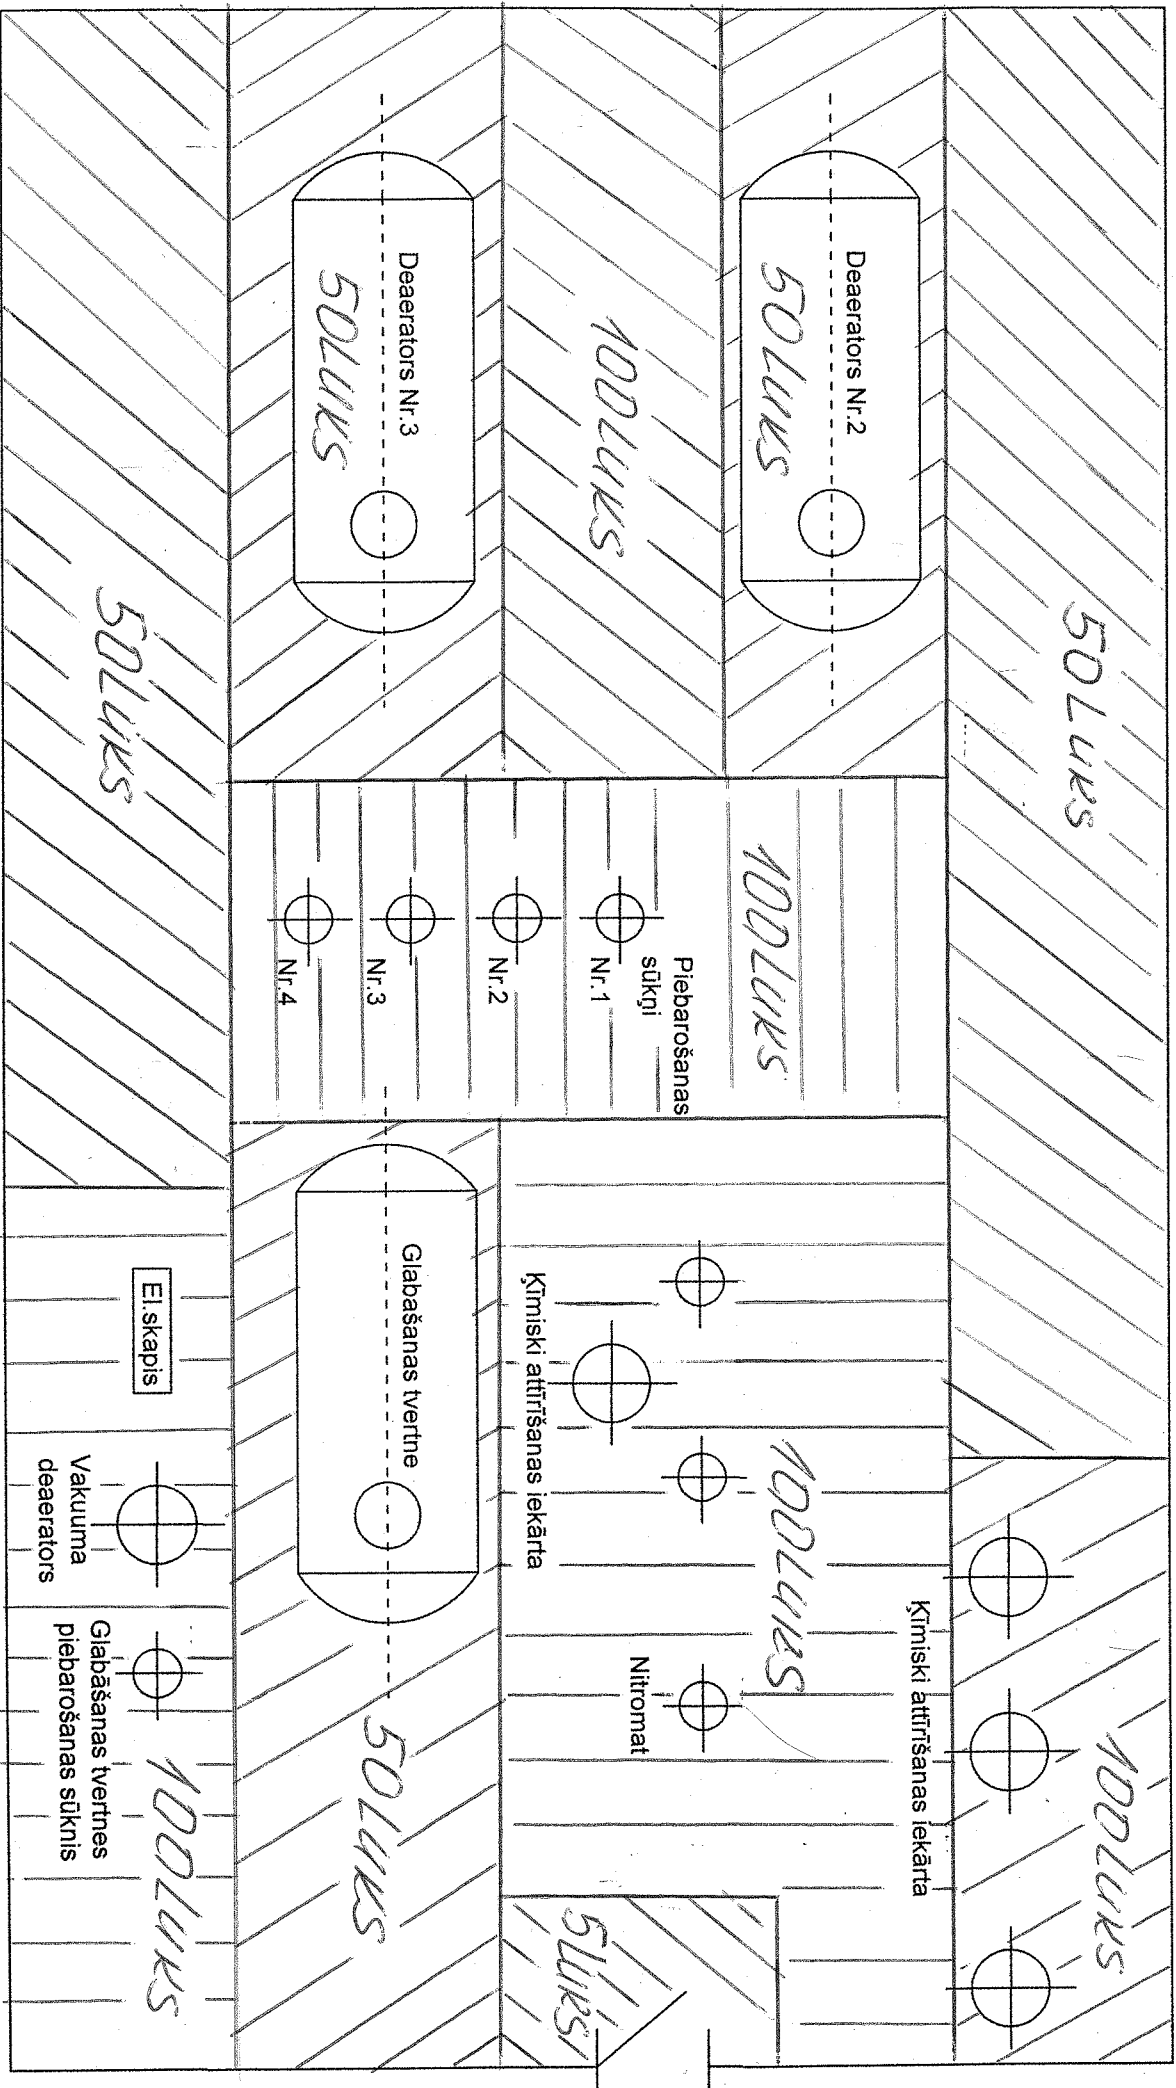 50Luks
Deaerators Nr.2
50Luks
100Luks
Deaerators Nr.3
50Luks
50Luks
100Luks
Piebarošanas
sūkņi
Nr.1
Nr.2
Nr.3
Nr.4
100Luks
Ķīmiski attīrīšanas iekārta
100Luks
Nitromat
Ķīmiski attīrīšanas iekārta
5Luksi
Glabašanas tvertne
50Luks
El.skapis
Vakuuma
deaerators
Glabāšanas tvertnes
piebarošanas sūknis
100Luks